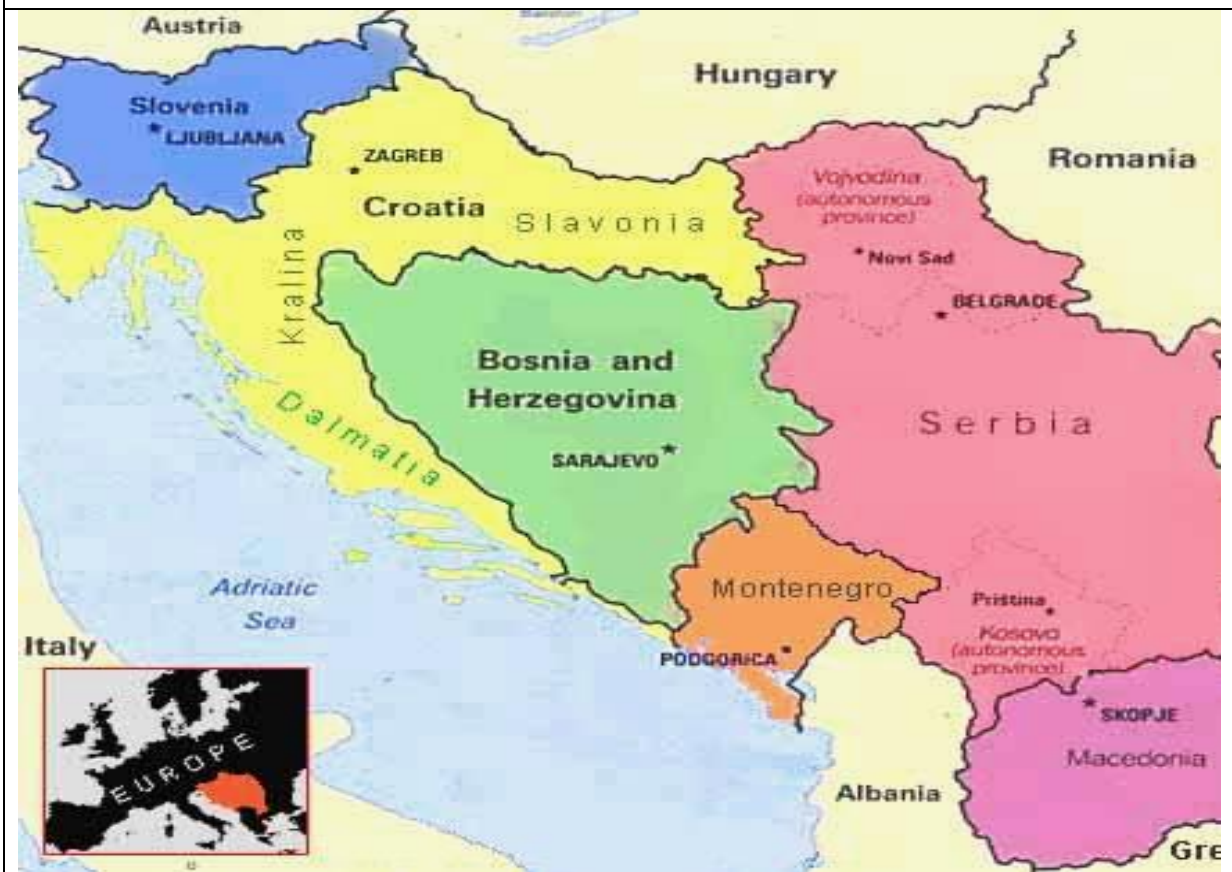 Austria
Hungary
Slovenia
LJUBLJANA
ZAGREB
Croatia
Slavonia
Kralina
Dalmatia
Romania
Vojvodina
(autonomous
province)
Novi Sad
BELGRADE
Bosnia and
Herzegovina
SARAJEVO
Serbia
Adriatic
Sea
Italy
Montenegro
PODGORICA
Priština
Kosovo
(autonomous
province)
SKOPJE
Macedonia
Albania
Gre
EUROPE